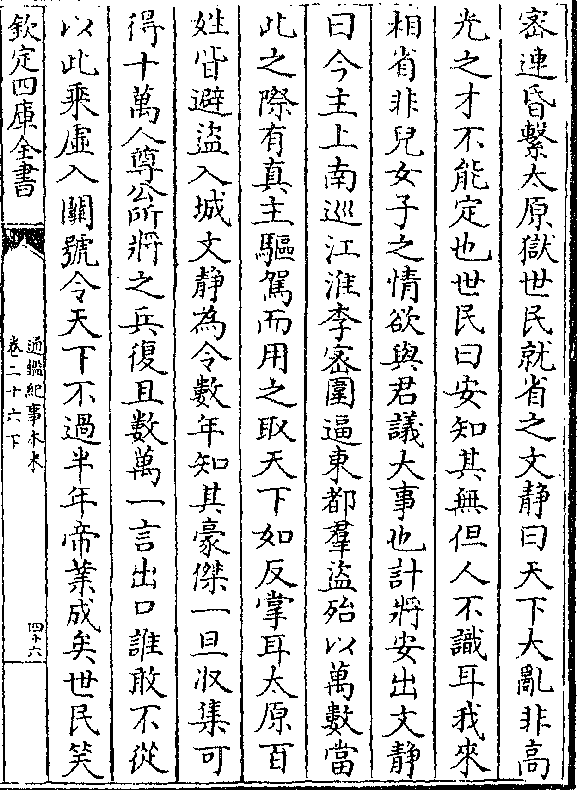 密連昏繫太原獄世民就省之文靜曰天下大亂非高
光之才不能定也世民曰安知其無但人不識耳我來
相省非兒女子之情欲與君議大事也計將安出文靜
曰今主上南巡江淮李密圍逼東都羣盜殆以萬數當
此之際有真主驅駕而用之取天下如反掌耳太原百
姓皆避盜入城文靜為令數年知其豪傑一旦収集可
得十萬人尊公所將之兵復且數萬一言出口誰敢不從
以此乘虛入關號令天下不過半年帝業成矣世民笑
欽定四庫全書
通鑑紀事本末
卷二十六下
四十六